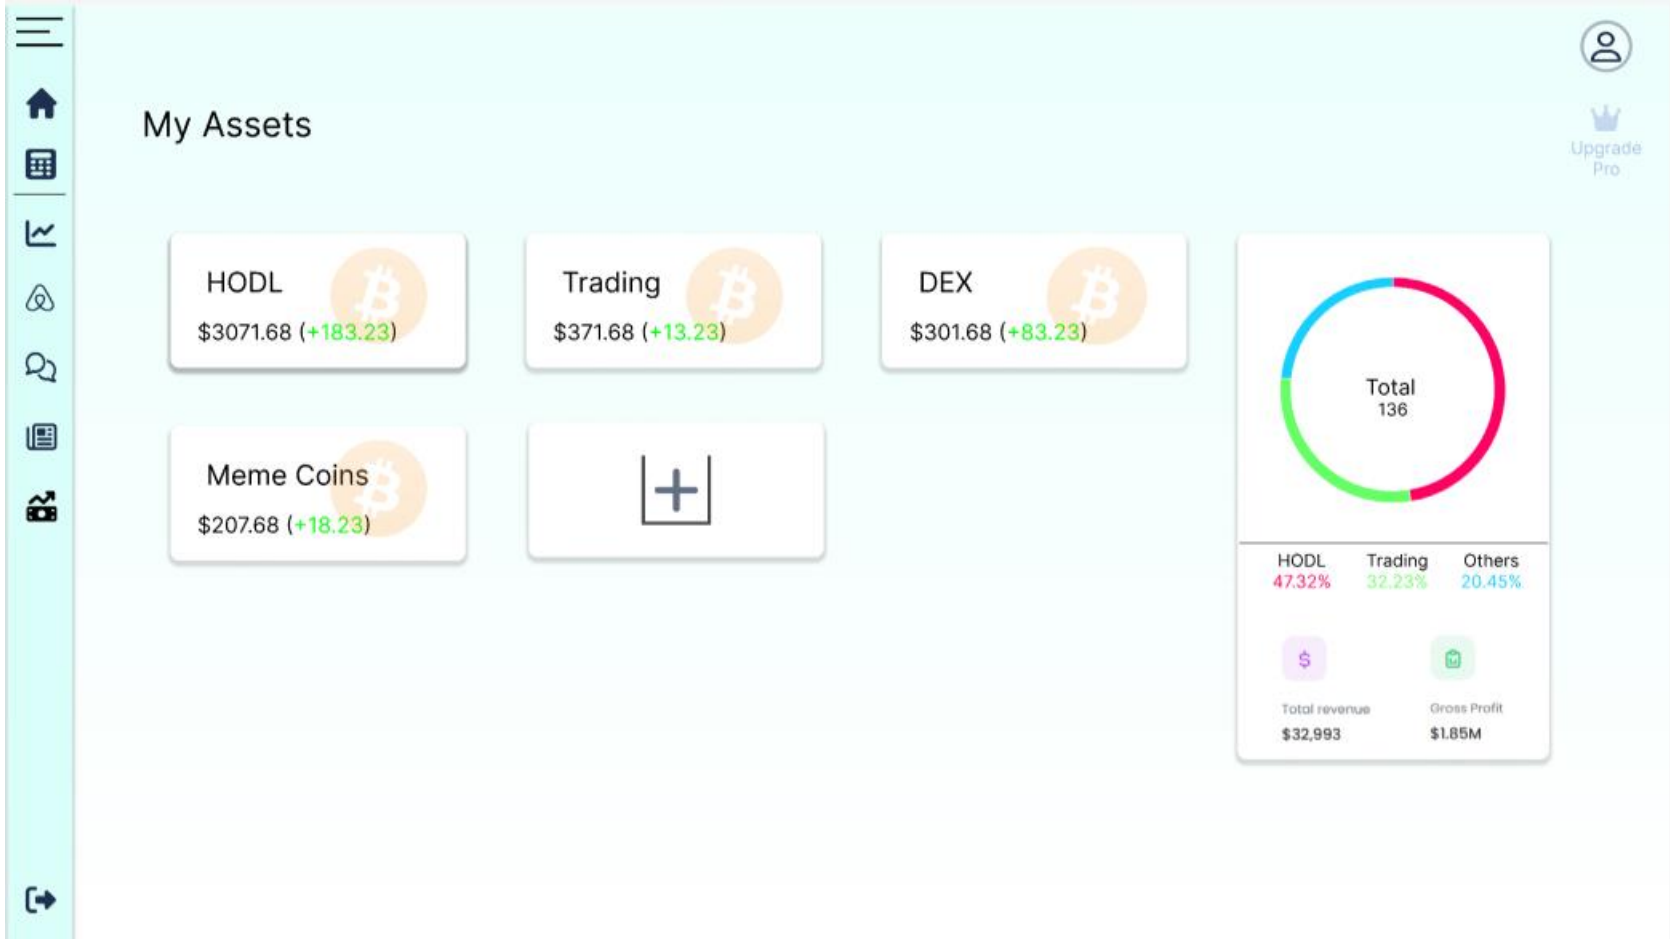 My Assets
Upgrade
Pro
HODL
$3071.68 (+183.23)
Trading
$371.68 (+13.23)
DEX
$301.68 (+83.23)
Meme Coins
$207.68 (+18.23)
Total
136
HODL Trading Others
47.32% 32.23% 20.45%
Total revenue Gross Profit
$32,993 $1.85M